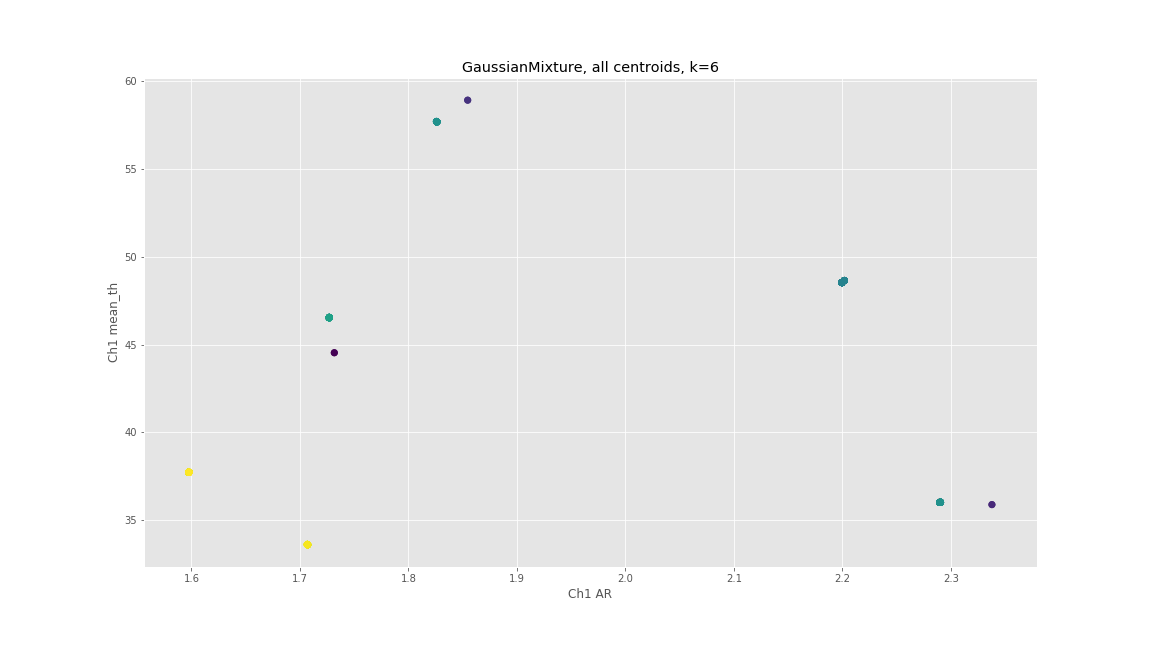 GaussianMixture, all centroids, k=6
60
55
50
45
40
35
Ch1 mean_th
1.6 1.7 1.8 1.9 2.0 2.1 2.2 2.3
Ch1 AR